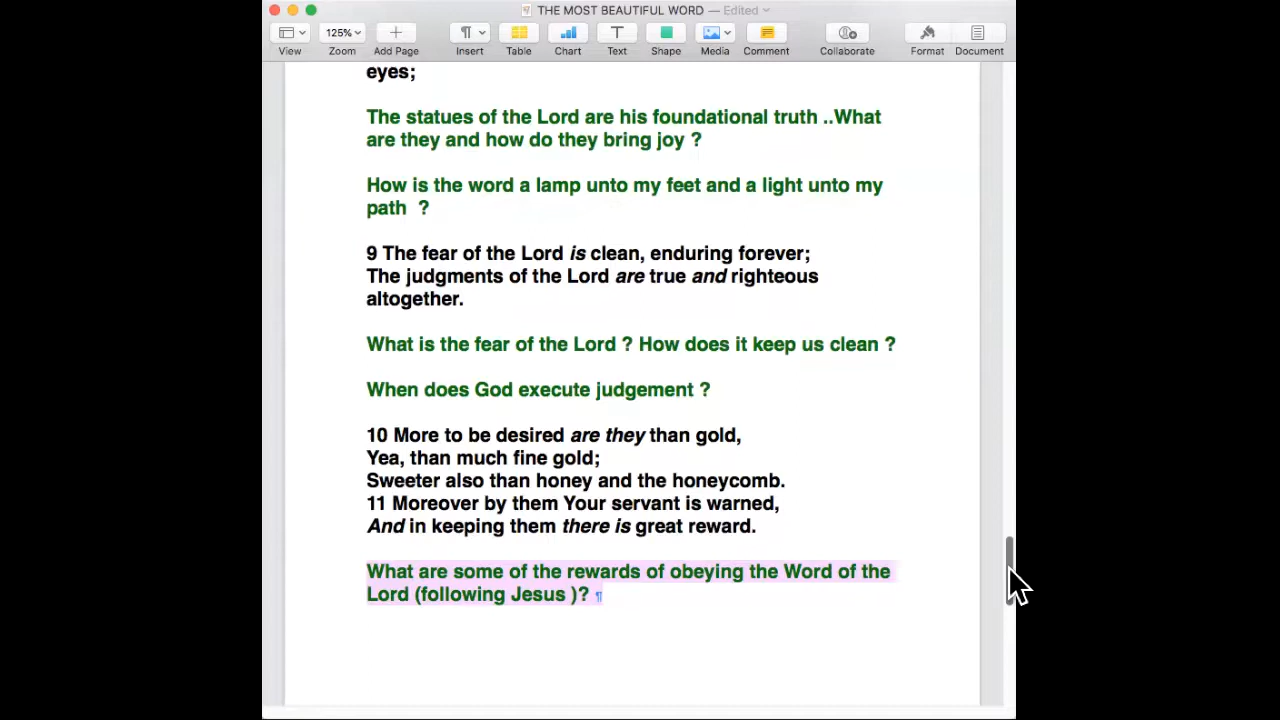 THE MOST BEAUTIFUL WORD — Edited
125%
View Zoom Add Page Insert Table Chart Text Shape Media Comment Collaborate Format Document
eyes;
The statues of the Lord are his foundational truth ..What
are they and how do they bring joy ?
How is the word a lamp unto my feet and a light unto my
path ?
9 The fear of the Lord is clean, enduring forever;
The judgments of the Lord are true and righteous
altogether.
What is the fear of the Lord ? How does it keep us clean ?
When does God execute judgement ?
10 More to be desired are they than gold,
Yea, than much fine gold;
Sweeter also than honey and the honeycomb.
11 Moreover by them Your servant is warned,
And in keeping them there is great reward.
What are some of the rewards of obeying the Word of the
Lord (following Jesus )? ¶